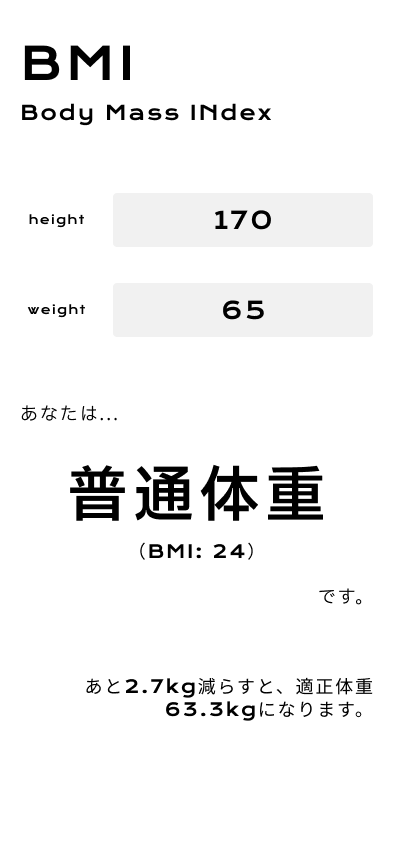 BMI
Body Mass INdex
height
170
weight
65
あなたは...
普通体重
（BMI: 24）
です。
あと2.7kg減らすと、適正体重
63.3kgになります。